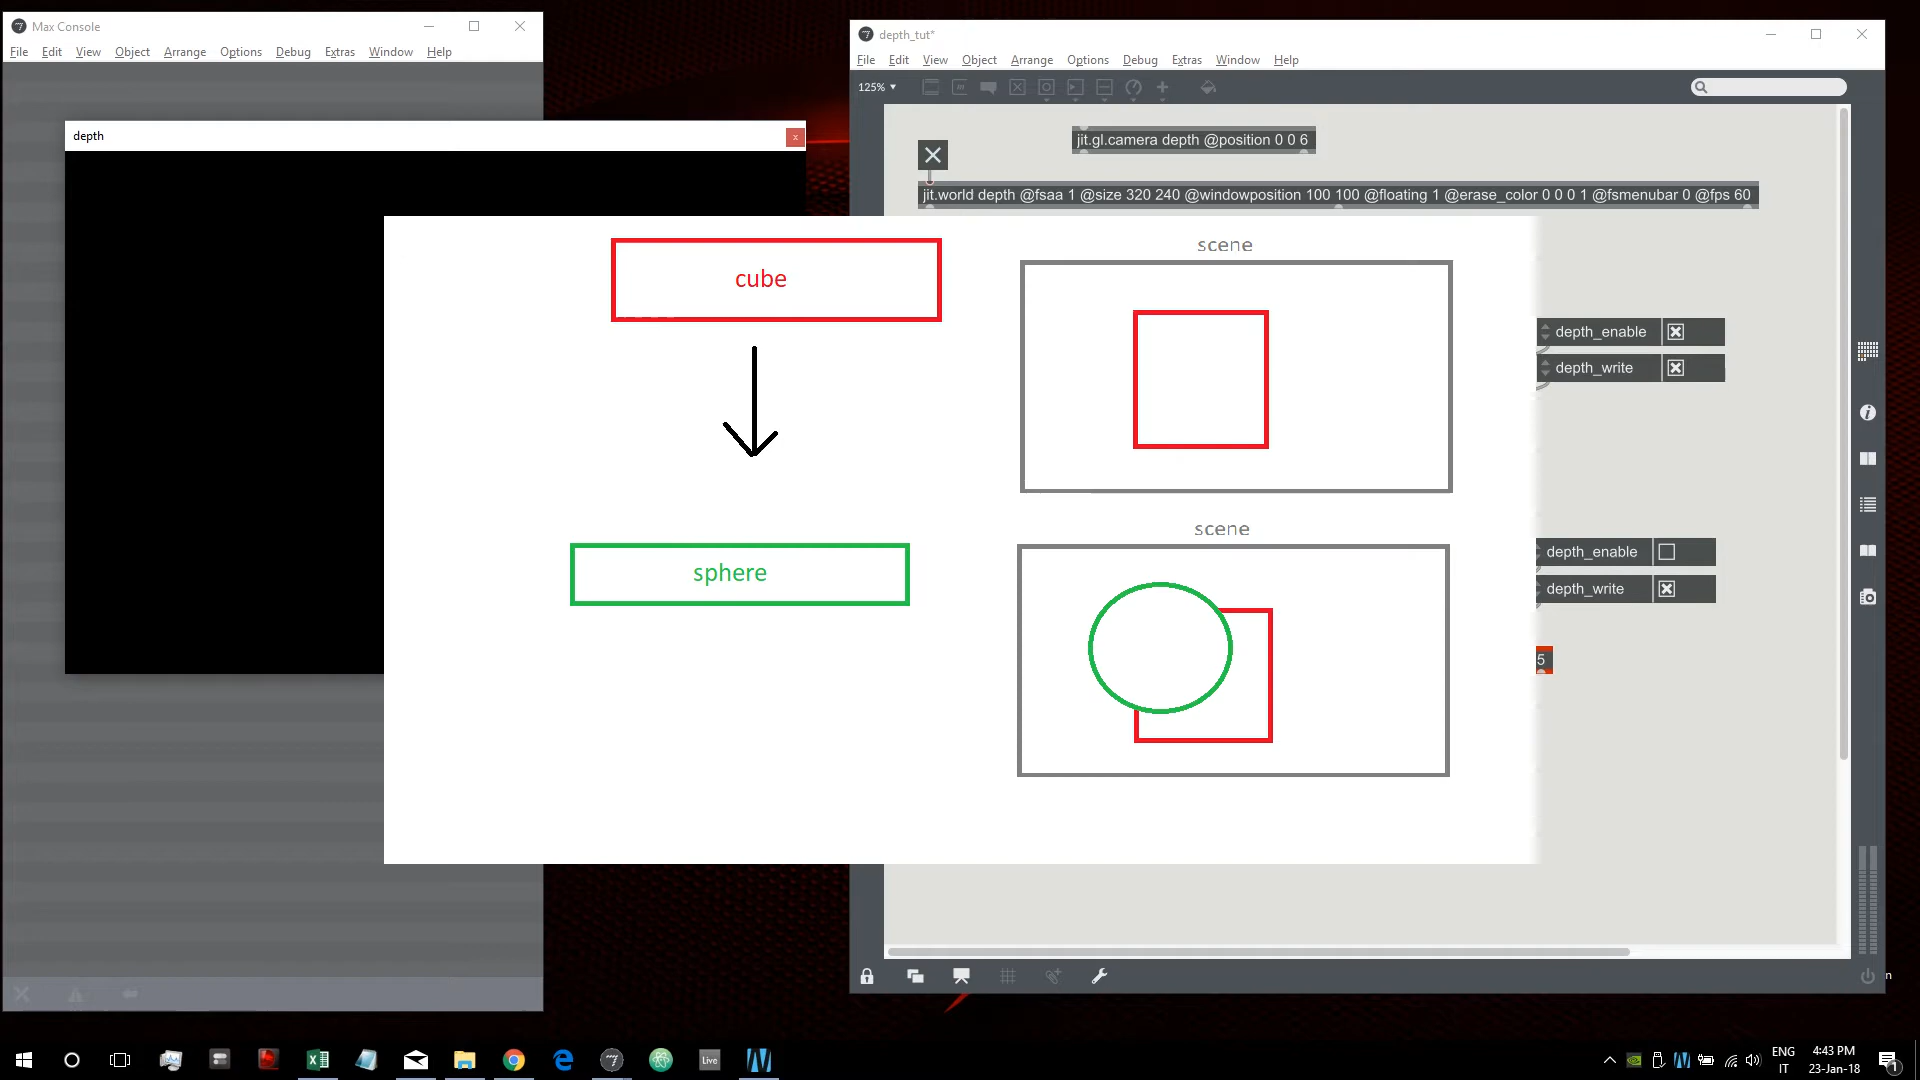 Max Console
File Edit View Object Arrange Options Debug Extras Window Help
depth
depth_tut*
File Edit View Object Arrange Options Debug Extras Window Help
125%
jit.gl.camera depth @position 0 0 6
jit.world depth @fsaa 1 @size 320 240 @windowposition 100 100 @floating 1 @erase_color 0 0 0 1 @fsmenubar 0 @fps 60
cube
scene
depth_enable
depth_write
sphere
scene
depth_enable
depth_write
5
n
Live
ENG
IT
4:43 PM
23-Jan-18
1